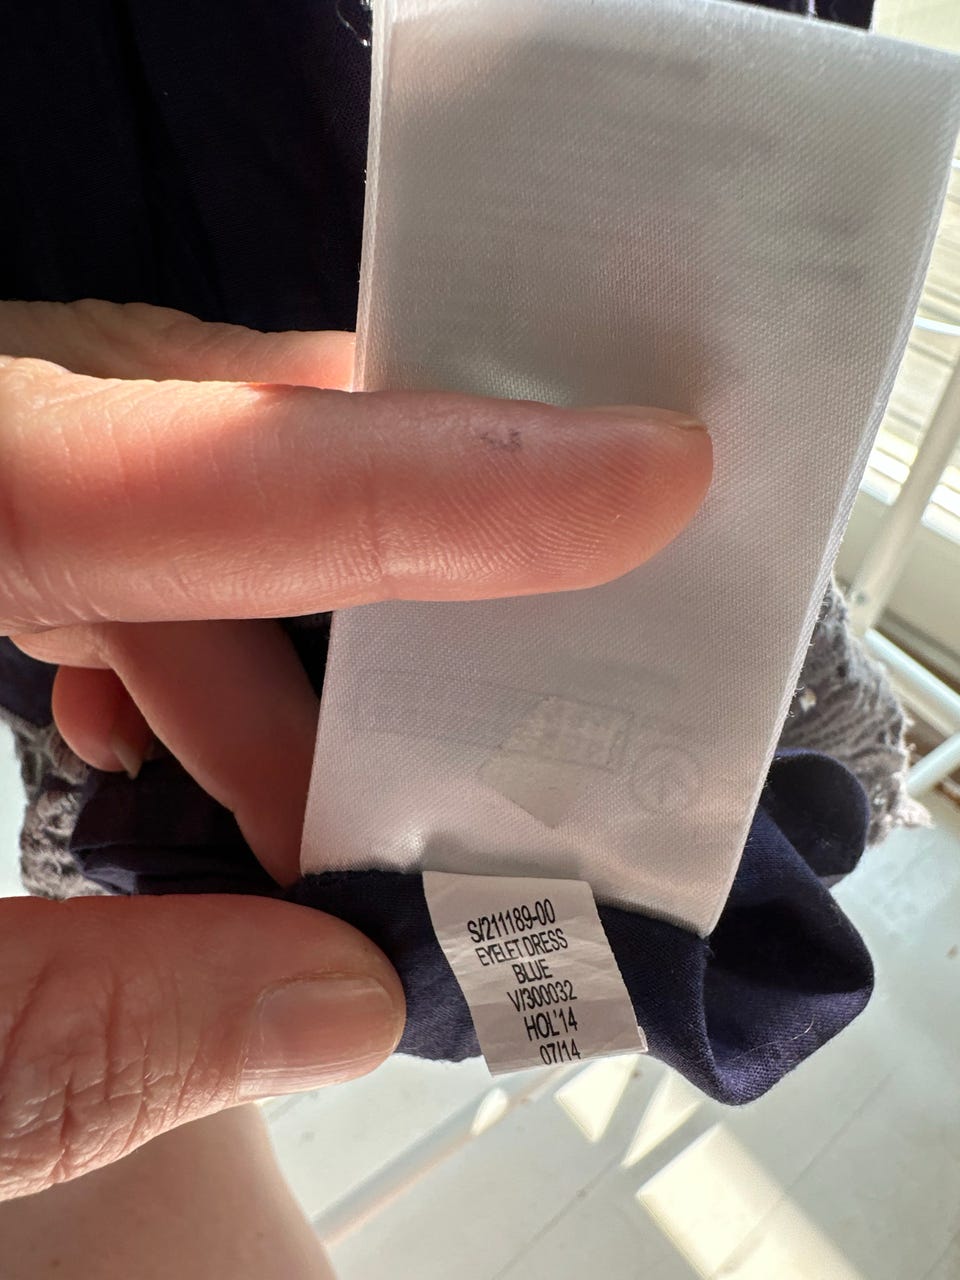 S/211189-00
EYELET DRESS
BLUE
V/300032
HOL'14
07/14